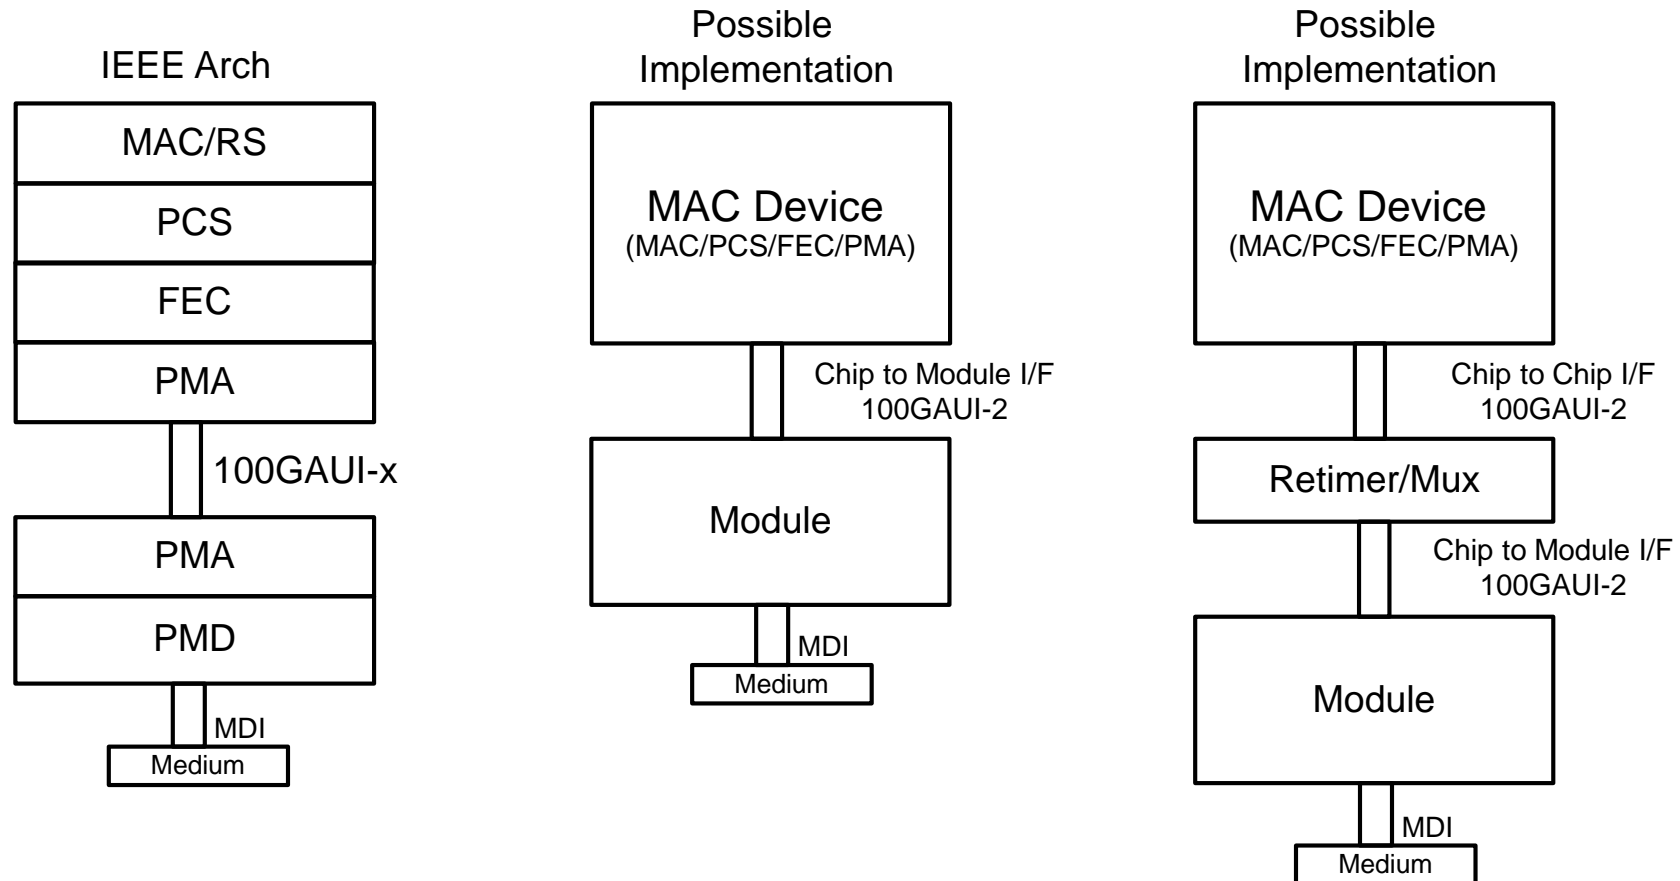 IEEE Arch
MAC/RS
PCS
FEC
PMA
100GAUI-x
PMA
PMD
MDI
Medium
Possible
Implementation
MAC Device
(MAC/PCS/FEC/PMA)
Chip to Module I/F
100GAUI-2
Module
MDI
Medium
Possible
Implementation
MAC Device
(MAC/PCS/FEC/PMA)
Chip to Chip I/F
100GAUI-2
Retimer/Mux
Chip to Module I/F
100GAUI-2
Module
MDI
Medium